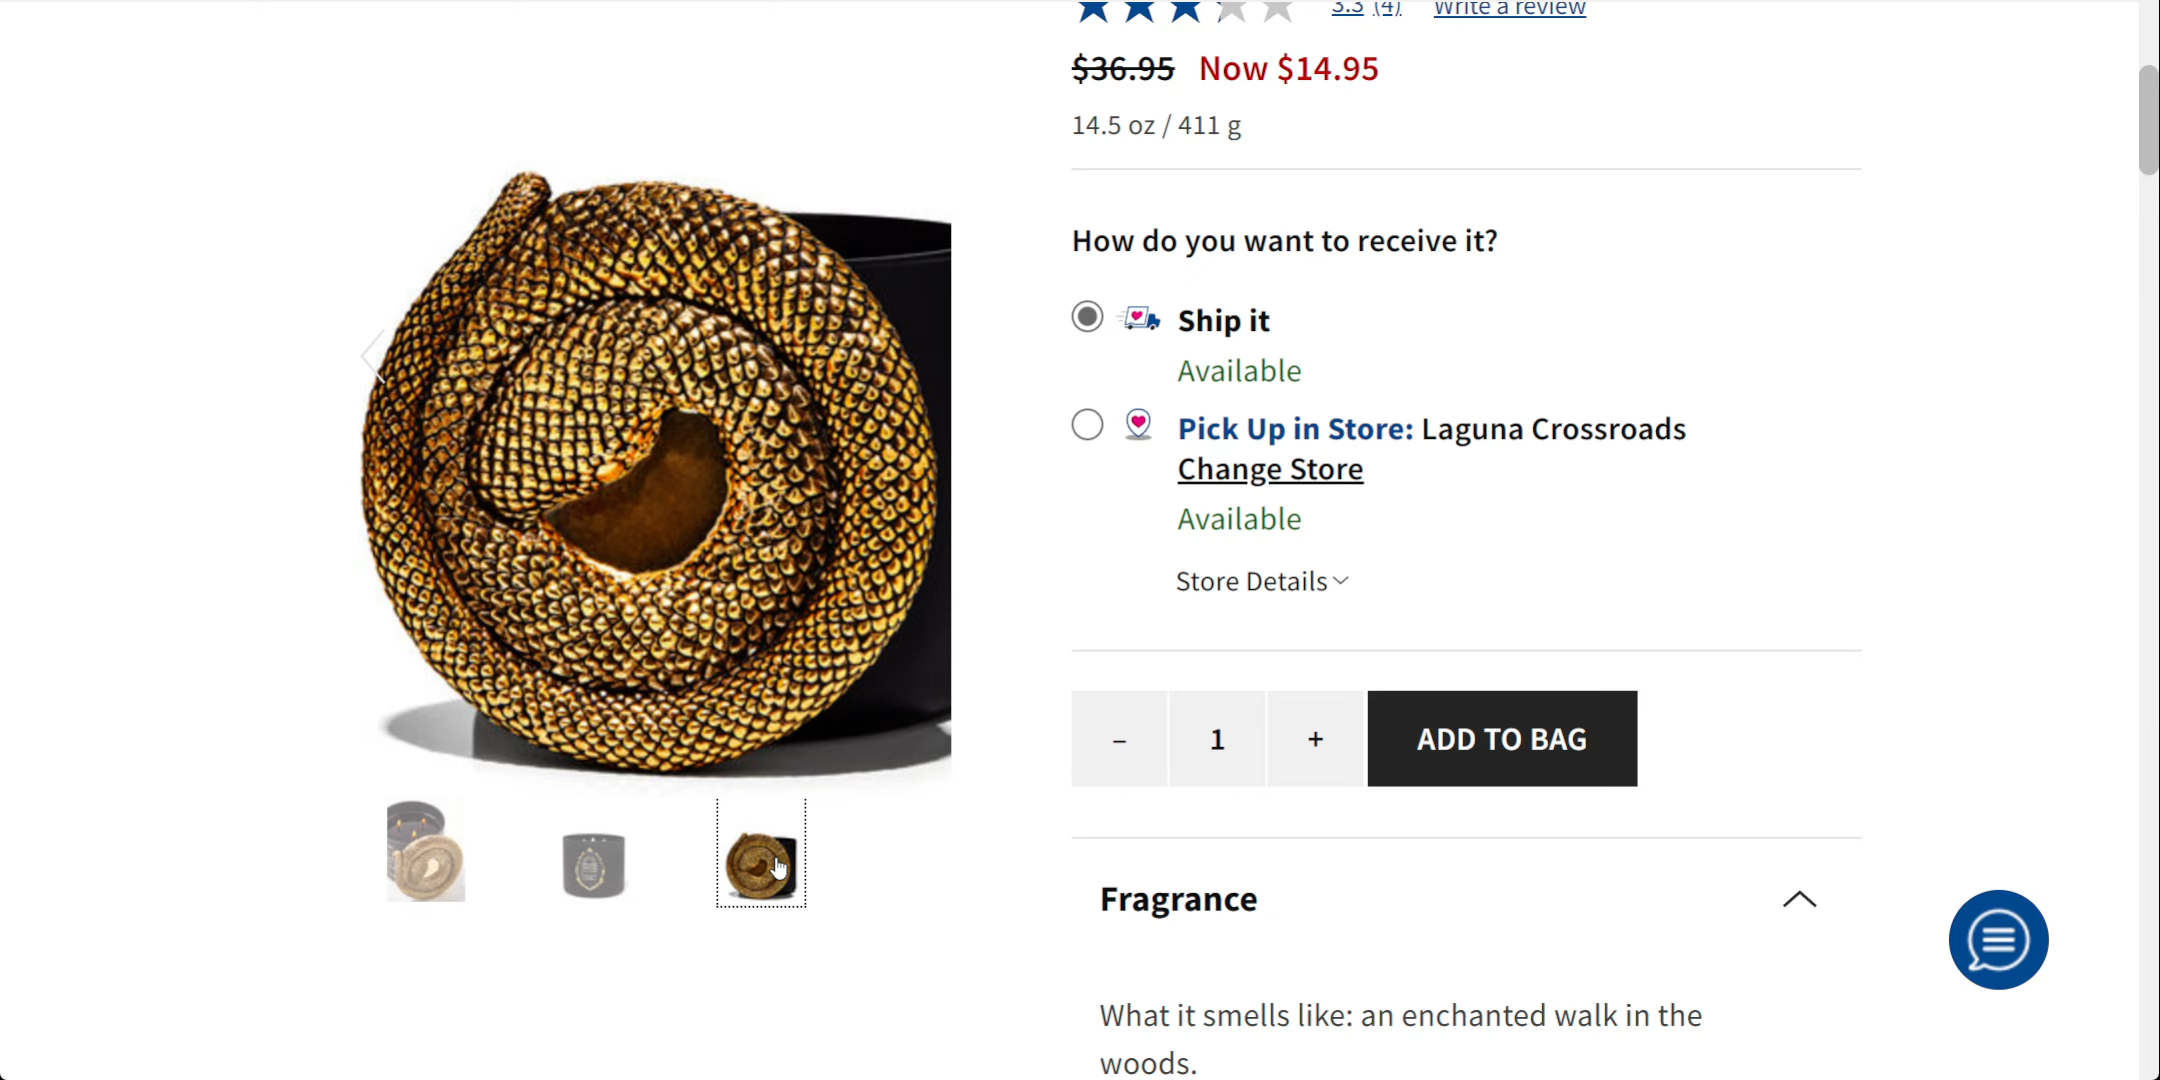 3.3 (4) Write a review
$36.95 Now $14.95
14.5 oz / 411 g
How do you want to receive it?
Ship it
Available
Pick Up in Store: Laguna Crossroads
Change Store
Available
Store Details
– 1 + ADD TO BAG
Fragrance
What it smells like: an enchanted walk in the
woods.